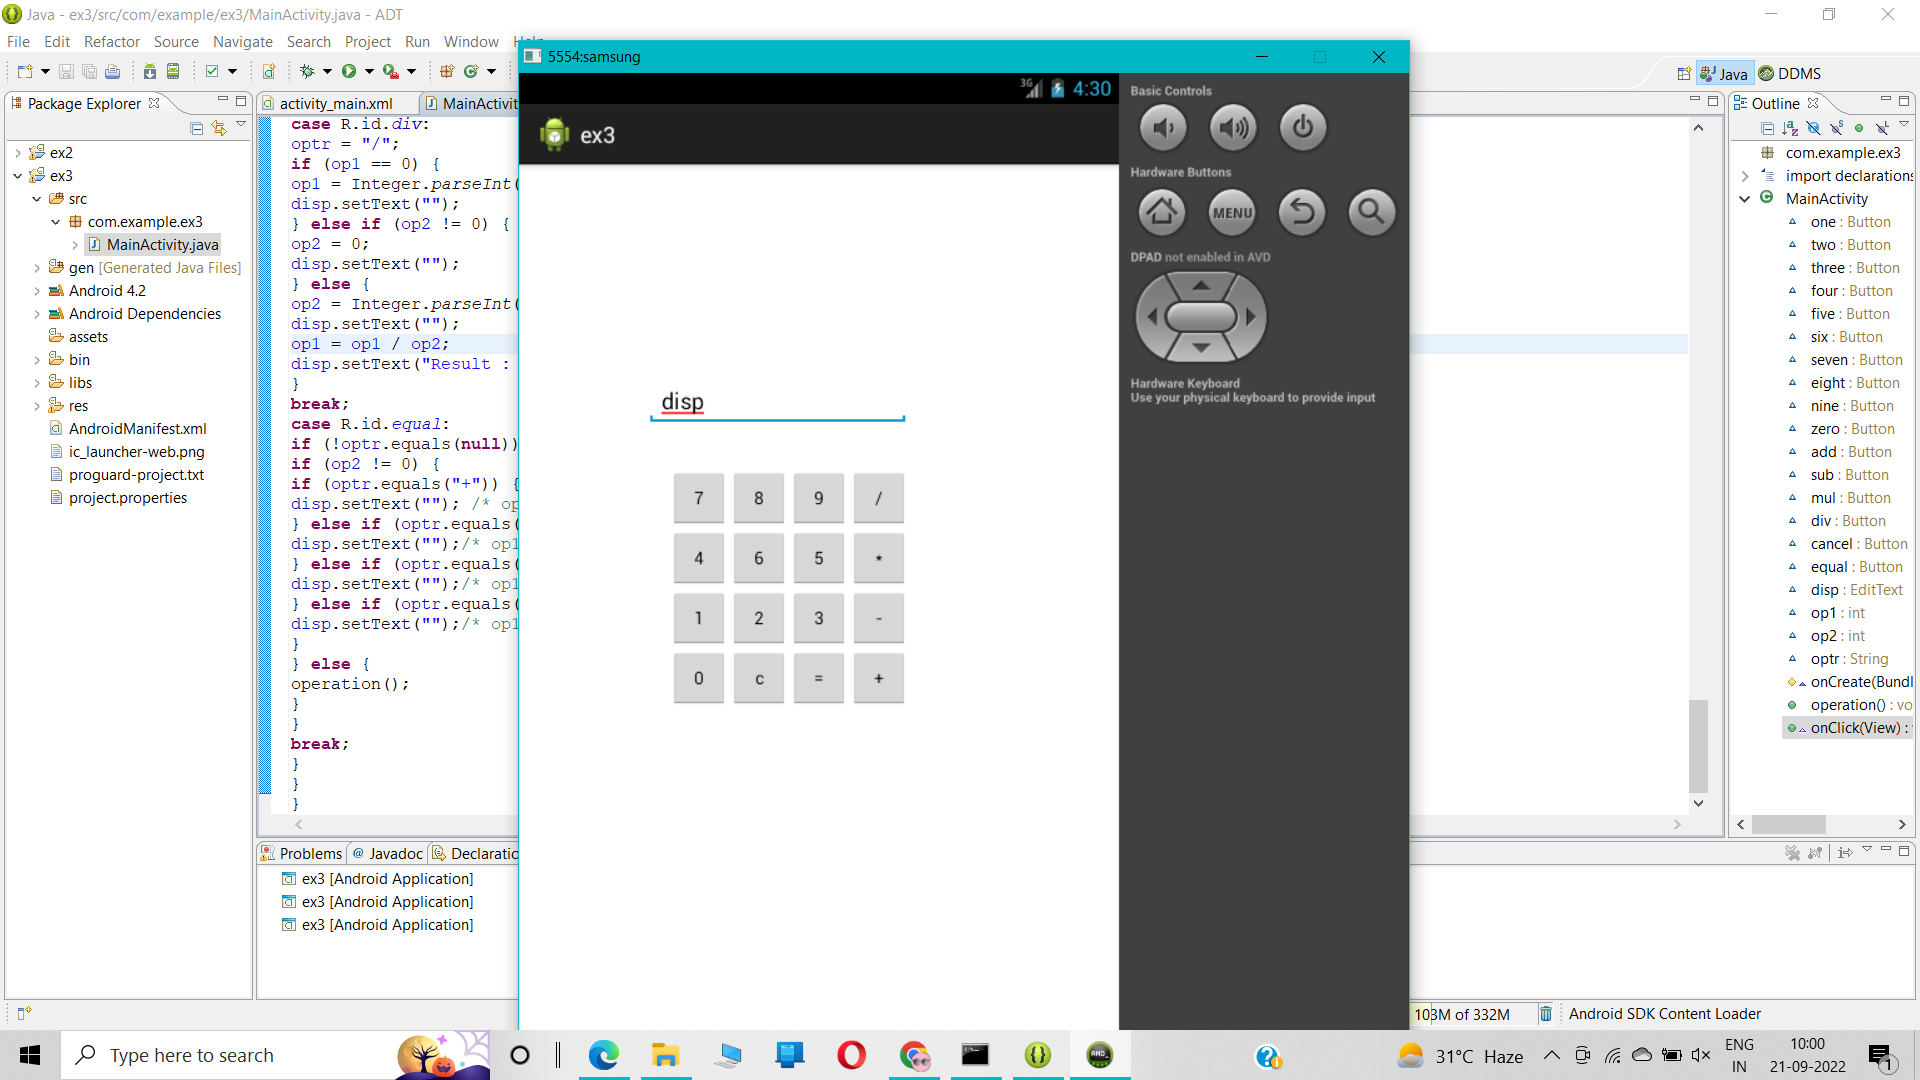 Java - ex3/src/com/example/ex3/MainActivity.java - ADT
File Edit Refactor Source Navigate Search Project Run Window Help
Java DDMS
Package Explorer
ex2
ex3
src
com.example.ex3
MainActivity.java
gen [Generated Java Files]
Android 4.2
Android Dependencies
assets
bin
libs
res
AndroidManifest.xml
ic_launcher-web.png
proguard-project.txt
project.properties
activity_main.xml MainActivit
case R.id.div:
optr = "/";
if (op1 == 0) {
op1 = Integer.parseInt(
disp.setText("");
} else if (op2 != 0) {
op2 = 0;
disp.setText("");
} else {
op2 = Integer.parseInt(
disp.setText("");
op1 = op1 / op2;
disp.setText("Result :
}
break;
case R.id.equal:
if (!optr.equals(null))
if (op2 != 0) {
if (optr.equals("+")) {
disp.setText(""); /* op
} else if (optr.equals(
disp.setText("");/* op1
} else if (optr.equals(
disp.setText("");/* op1
} else if (optr.equals(
disp.setText("");/* op1
}
} else {
operation();
}
}
break;
}
}
}
Problems @ Javadoc Declaratio
ex3 [Android Application]
ex3 [Android Application]
ex3 [Android Application]
5554:samsung
3G 4:30
ex3
disp
7 8 9 /
4 6 5 *
1 2 3 -
0 c = +
Basic Controls
Hardware Buttons
MENU
DPAD not enabled in AVD
Hardware Keyboard
Use your physical keyboard to provide input
Outline
com.example.ex3
import declarations
MainActivity
one : Button
two : Button
three : Button
four : Button
five : Button
six : Button
seven : Button
eight : Button
nine : Button
zero : Button
add : Button
sub : Button
mul : Button
div : Button
cancel : Button
equal : Button
disp : EditText
op1 : int
op2 : int
optr : String
onCreate(Bundl
operation() : vo
onClick(View) :
103M of 332M
Android SDK Content Loader
Type here to search
31°C Haze
ENG
IN
10:00
21-09-2022
1